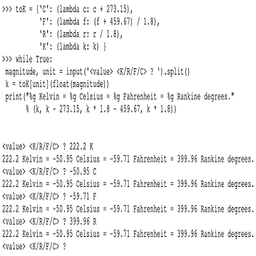 >>> toK = {'C': (lambda c: c + 273.15),
'F': (lambda f: (f + 459.67) / 1.8),
'R': (lambda r: r / 1.8),
'K': (lambda k: k) }
>>> while True:
magnitude, unit = input('<value> <K/R/F/C> ? ').split()
k = toK[unit](float(magnitude))
print("%g Kelvin = %g Celsius = %g Fahrenheit = %g Rankine degrees."
% (k, k - 273.15, k * 1.8 - 459.67, k * 1.8))
<value> <K/R/F/C> ? 222.2 K
222.2 Kelvin = -50.95 Celsius = -59.71 Fahrenheit = 399.96 Rankine degrees.
<value> <K/R/F/C> ? -50.95 C
222.2 Kelvin = -50.95 Celsius = -59.71 Fahrenheit = 399.96 Rankine degrees.
<value> <K/R/F/C> ? -59.71 F
222.2 Kelvin = -50.95 Celsius = -59.71 Fahrenheit = 399.96 Rankine degrees.
<value> <K/R/F/C> ? 399.96 R
222.2 Kelvin = -50.95 Celsius = -59.71 Fahrenheit = 399.96 Rankine degrees.
<value> <K/R/F/C> ?